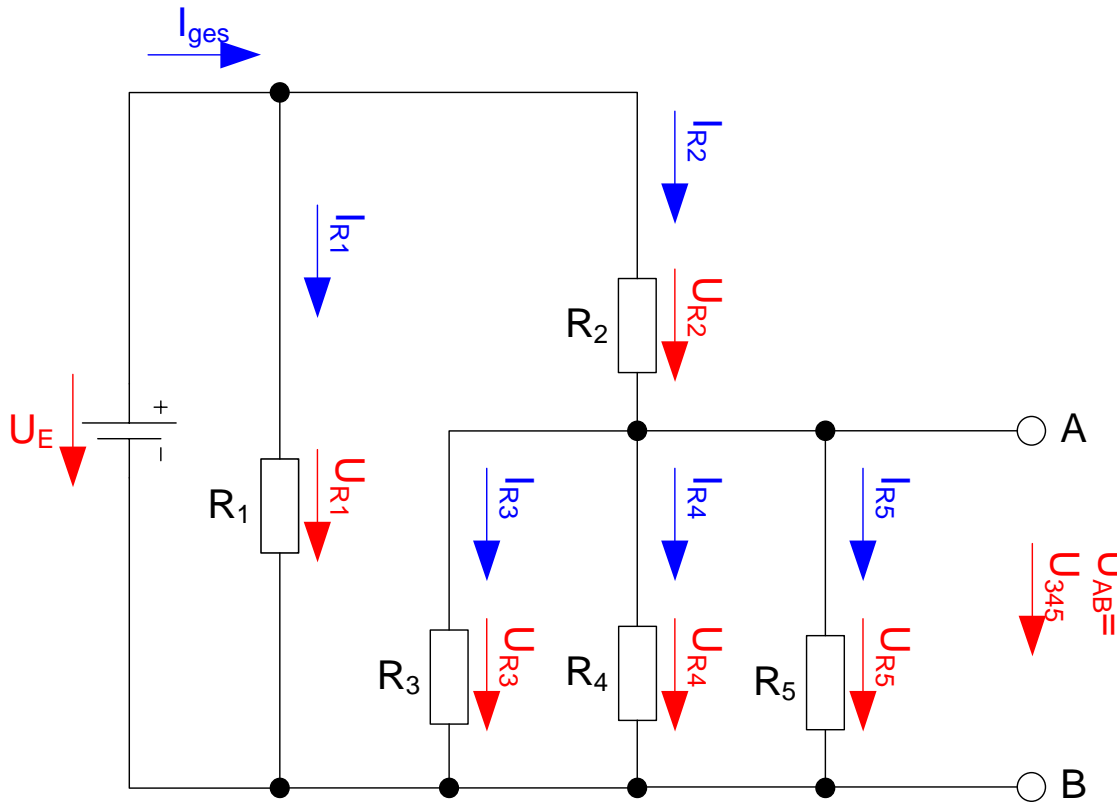 I_ges
I_R2
I_R1
U_R2
R_2
A
+
U_E
−
U_R1
R_1
I_R3
I_R4
I_R5
U_AB=
U_345
U_R3
R_3
U_R4
R_4
U_R5
R_5
B